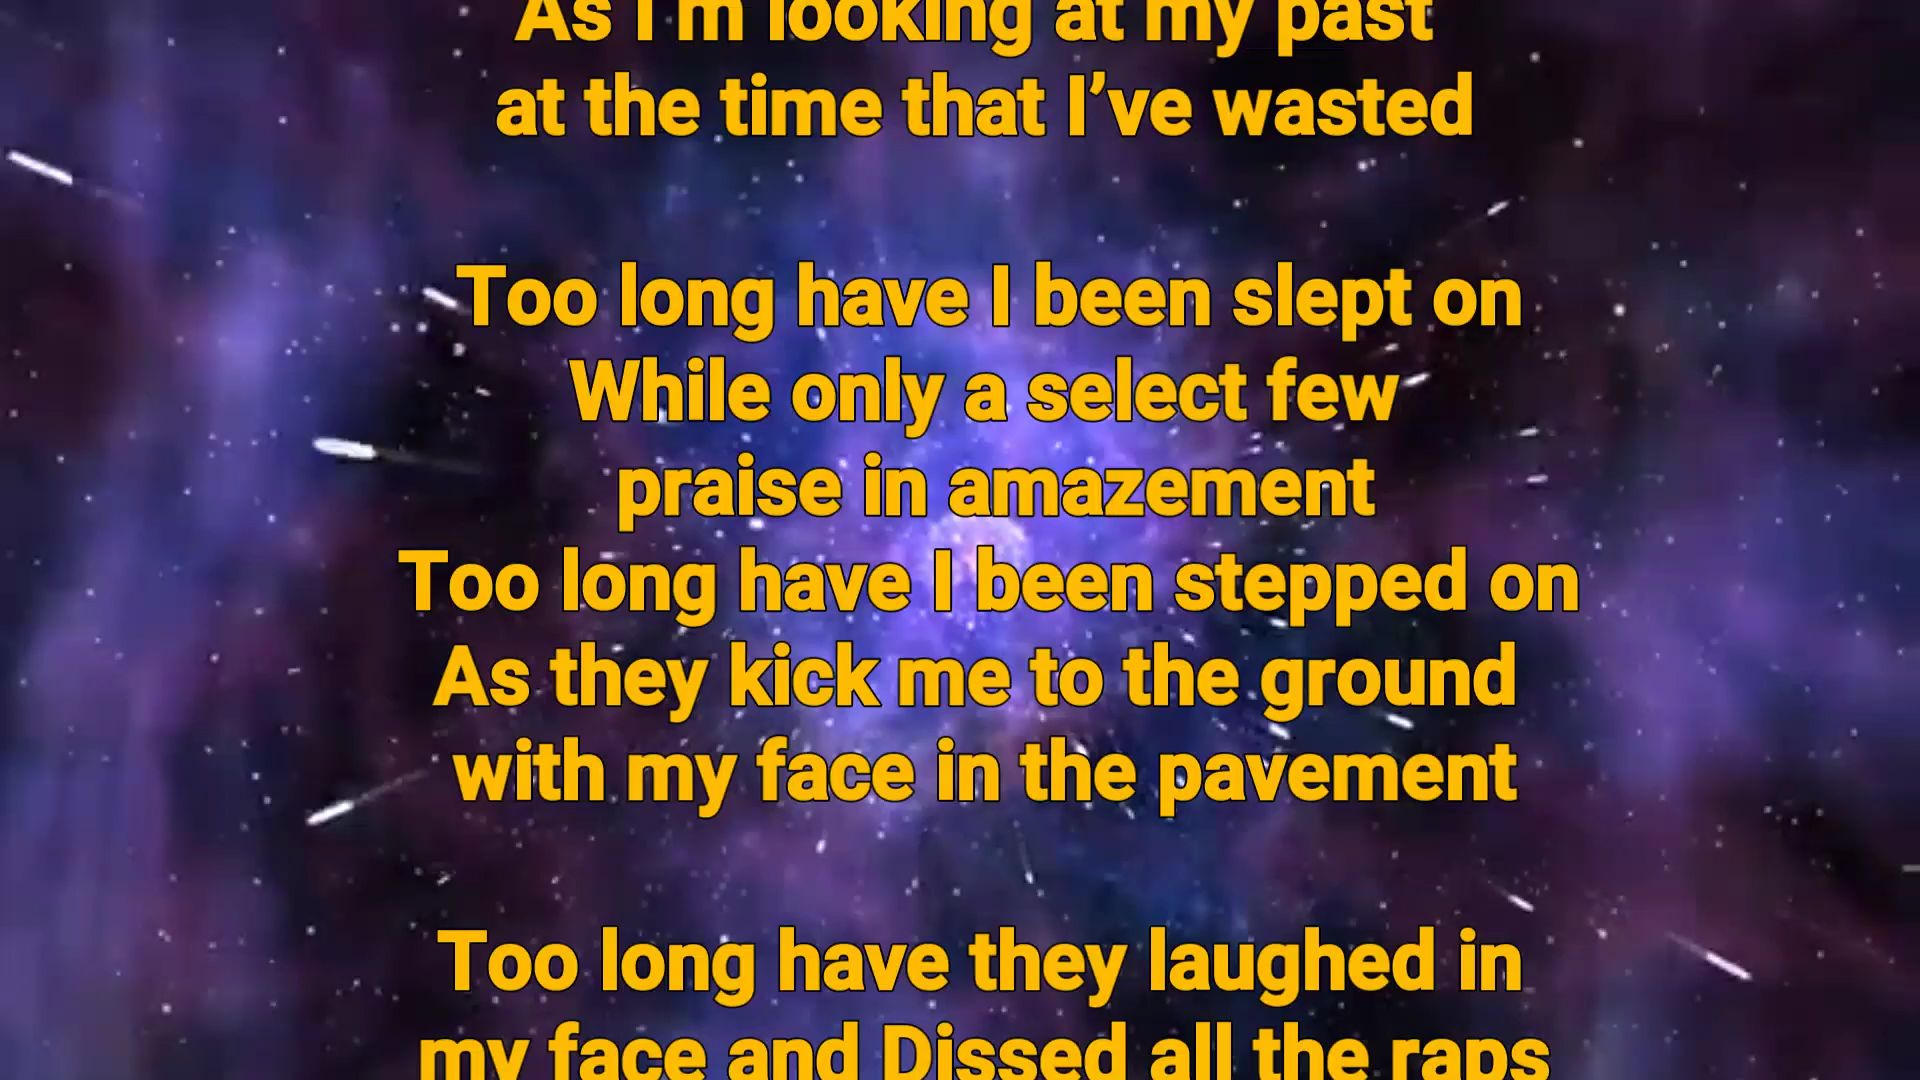 As I'm looking at my past
at the time that I’ve wasted
Too long have I been slept on
While only a select few
praise in amazement
Too long have I been stepped on
As they kick me to the ground
with my face in the pavement
Too long have they laughed in
my face and Dissed all the raps